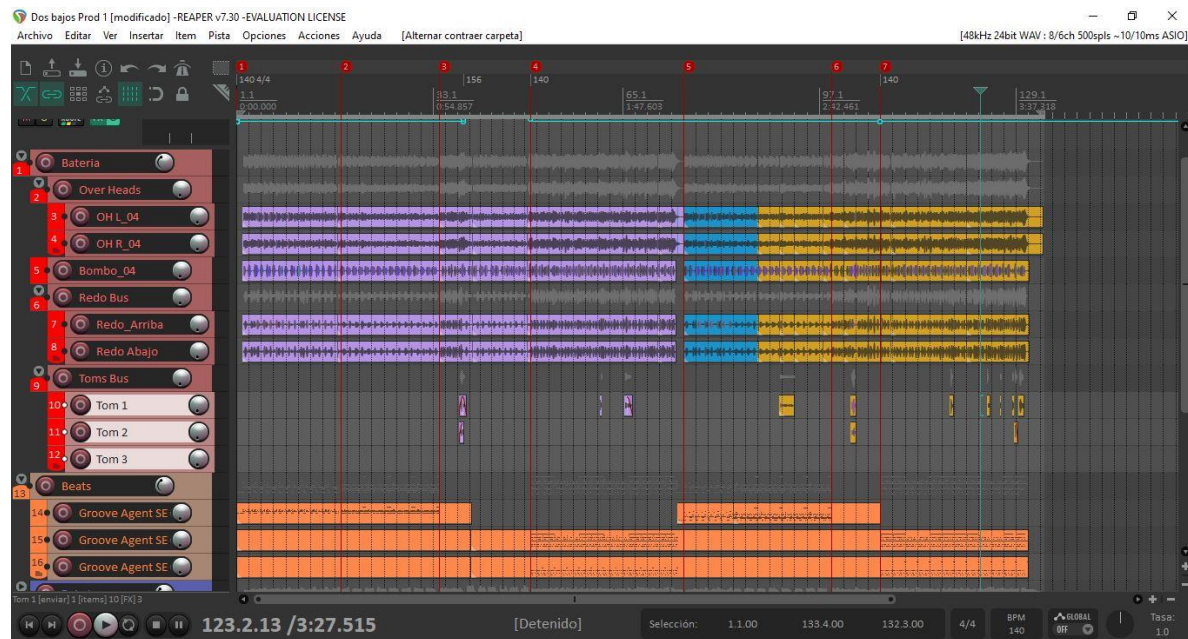 Dos bajos Prod 1 [modificado] - REAPER v7.30 - EVALUATION LICENSE
Archivo Editar Ver Insertar Item Pista Opciones Acciones Ayuda [Alternar contraer carpeta] [48kHz 24bit WAV : 8/6ch 500spls ~10/10ms ASIO]
1 2 3 4 5 6 7
140 4/4 156 140 140
1.1 33.1 65.1 97.1 129.1
0:00.000 0:54.857 1:47.603 2:42.461 3:37.318
1 Bateria
2 Over Heads
3 OH L_04
4 OH R_04
5 Bombo_04
6 Redo Bus
7 Redo_Arriba
8 Redo Abajo
9 Toms Bus
10 Tom 1
11 Tom 2
12 Tom 3
13 Beats
14 Groove Agent SE
15 Groove Agent SE
16 Groove Agent SE
Tom 1 [enviar] 1 [items] 10 [FX] 3
123.2.13 /3:27.515 [Detenido] Selección: 1.1.00 133.4.00 132.3.00 4/4 BPM 140 GLOBAL OFF Tasa: 1.0